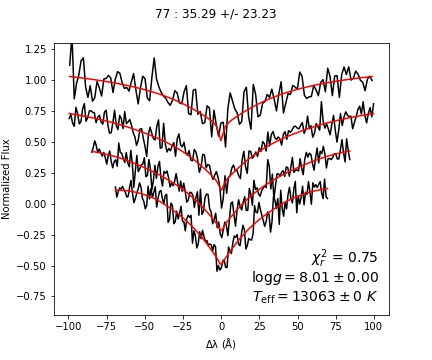 77 : 35.29 +/- 23.23
1.25
1.00
0.75
0.50
0.25
0.00
−0.25
−0.50
−0.75
Normalized Flux
χ²ᵣ = 0.75
logg = 8.01 ± 0.00
T_eff = 13063 ± 0 K
−100 −75 −50 −25 0 25 50 75 100
Δλ (Å)